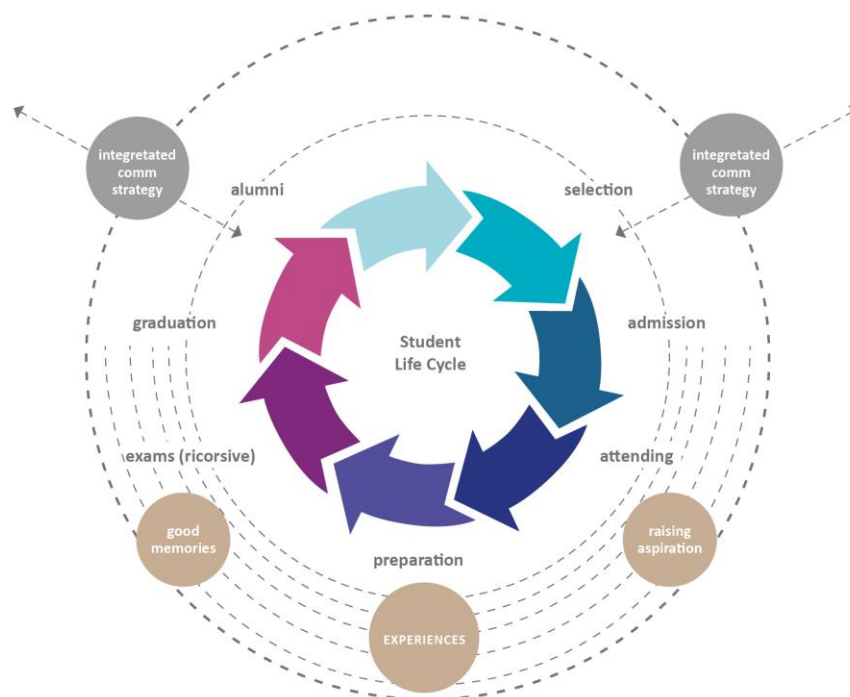 integretated
comm
strategy
integretated
comm
strategy
alumni
selection
graduation
Student
Life Cycle
admission
exams (ricorsive)
attending
good
memories
raising
aspiration
preparation
EXPERIENCES